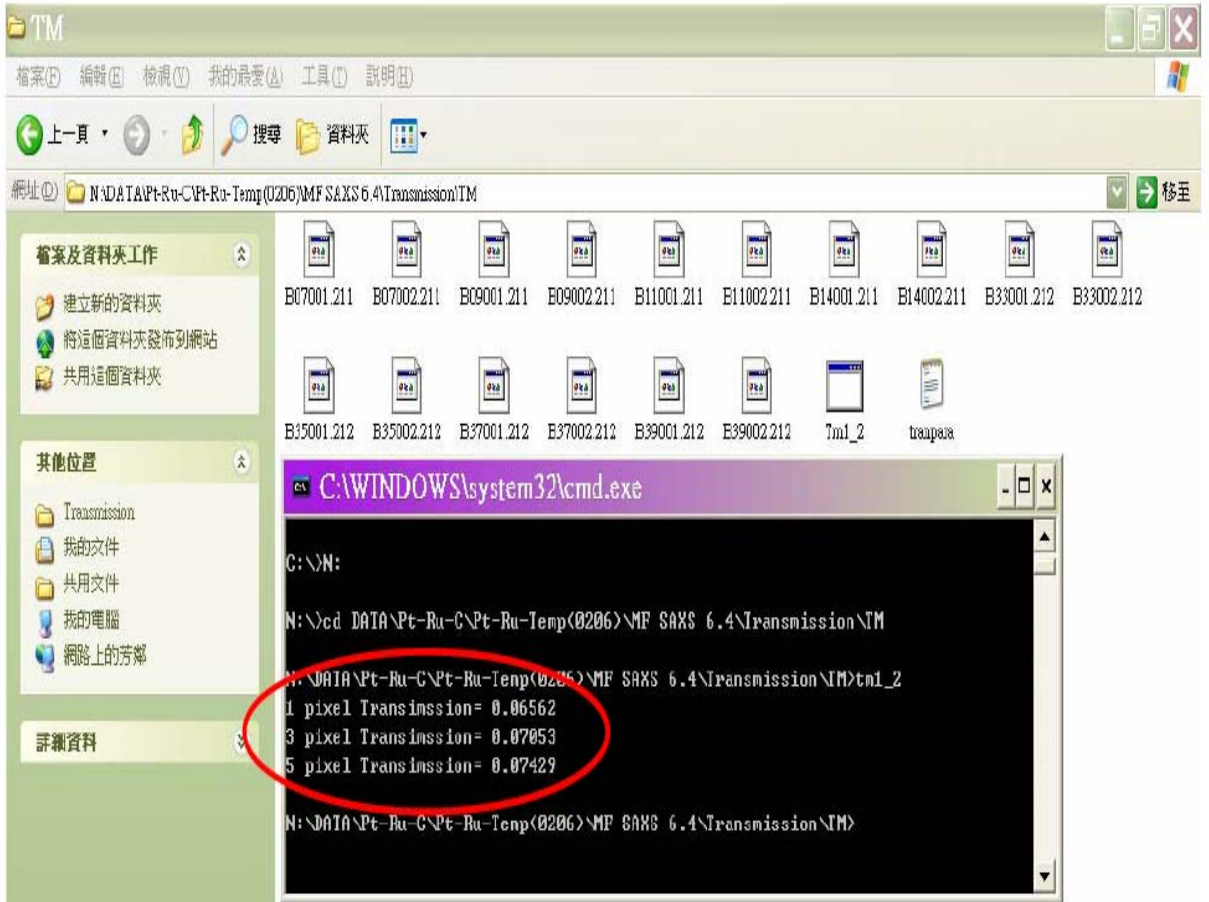 TM
檔案(F) 編輯(E) 檢視(V) 我的最愛(A) 工具(T) 說明(H)
上一頁 搜尋 資料夾
網址(D) N:\DATA\Pt-Ru-C\Pt-Ru-Temp(0206)\MF SAXS 6.4\Transmission\TM 移至
檔案及資料夾工作
建立新的資料夾
將這個資料夾發佈到網站
共用這個資料夾
其他位置
Transmission
我的文件
共用文件
我的電腦
網路上的芳鄰
詳細資料
B07001.211 B07002.211 B09001.211 B09002.211 B11001.211 B11002.211 B14001.211 B14002.211 B33001.212 B33002.212
B35001.212 B35002.212 B37001.212 B37002.212 B39001.212 B39002.212 Tm1_2 tranpara
C:\WINDOWS\system32\cmd.exe
C:\>N:
N:\>cd DATA\Pt-Ru-C\Pt-Ru-Temp(0206)\MF SAXS 6.4\Transmission\TM
N:\DATA\Pt-Ru-C\Pt-Ru-Temp(0206)\MF SAXS 6.4\Transmission\TM>tm1_2
1 pixel Transimssion= 0.06562
3 pixel Transimssion= 0.07053
5 pixel Transimssion= 0.07429
N:\DATA\Pt-Ru-C\Pt-Ru-Temp(0206)\MF SAXS 6.4\Transmission\TM>